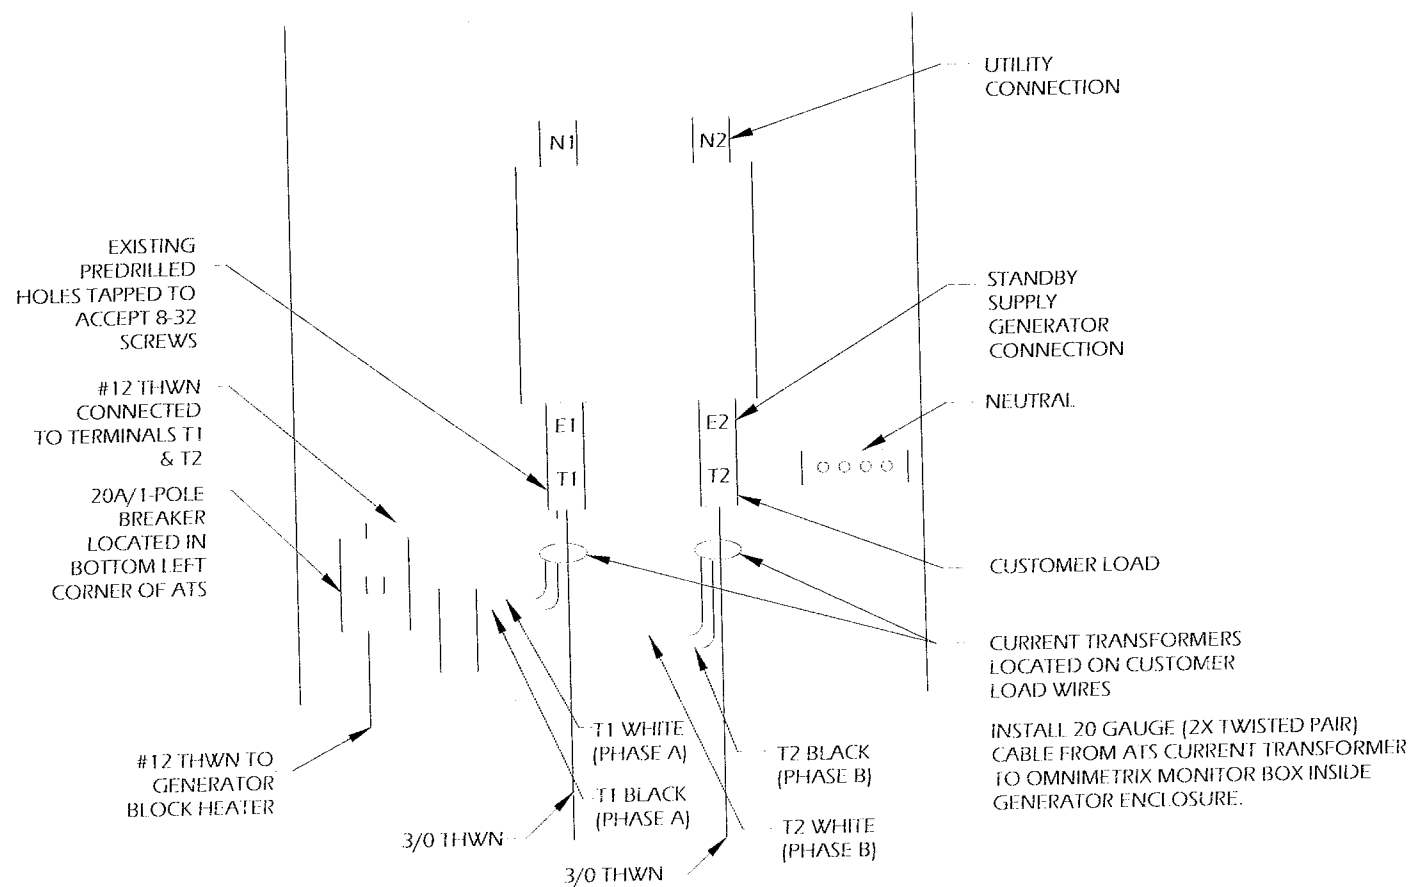 UTILITY
CONNECTION
N1
N2
EXISTING
PREDRILLED
HOLES TAPPED TO
ACCEPT 8-32
SCREWS
STANDBY
SUPPLY
GENERATOR
CONNECTION
#12 THWN
CONNECTED
TO TERMINALS T1
& T2
NEUTRAL
E1
E2
T1
T2
20A/1-POLE
BREAKER
LOCATED IN
BOTTOM LEFT
CORNER OF ATS
CUSTOMER LOAD
CURRENT TRANSFORMERS
LOCATED ON CUSTOMER
LOAD WIRES
INSTALL 20 GAUGE (2X TWISTED PAIR)
CABLE FROM ATS CURRENT TRANSFORMER
TO OMNIMETRIX MONITOR BOX INSIDE
GENERATOR ENCLOSURE.
#12 THWN TO
GENERATOR
BLOCK HEATER
T1 WHITE
(PHASE A)
T1 BLACK
(PHASE A)
T2 BLACK
(PHASE B)
T2 WHITE
(PHASE B)
3/0 THWN
3/0 THWN